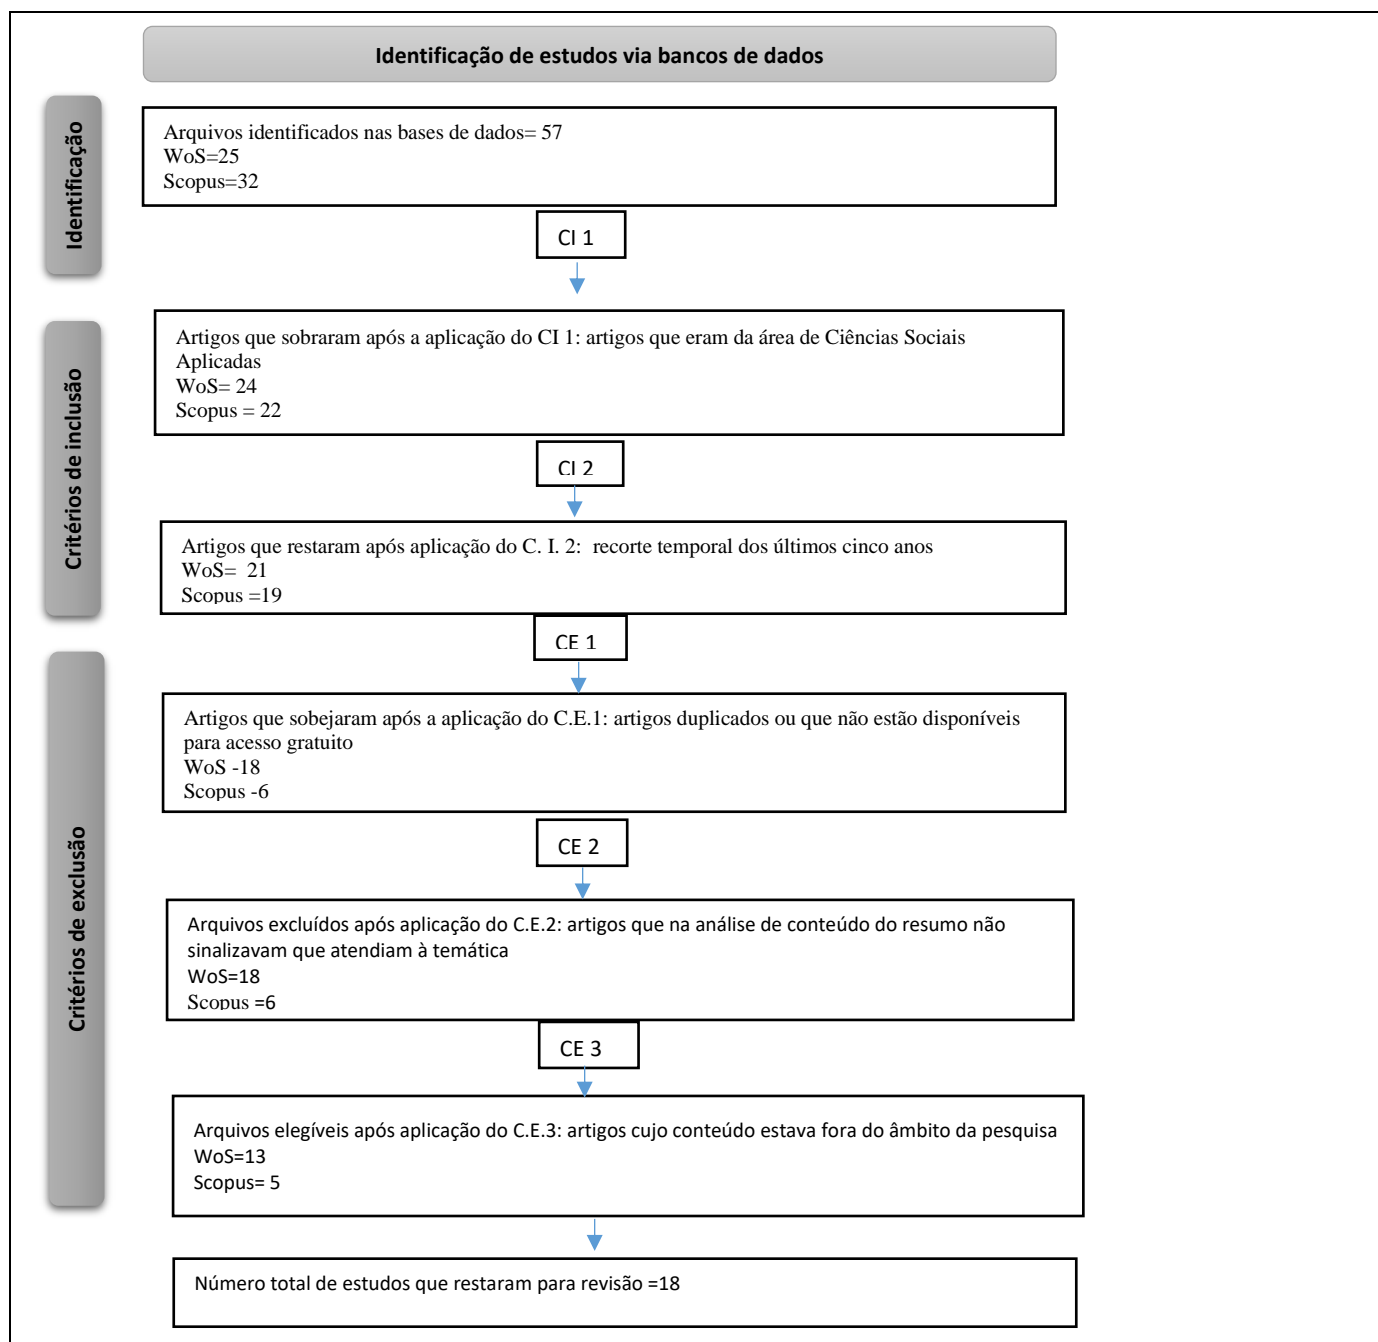 Identificação de estudos via bancos de dados
Identificação
Arquivos identificados nas bases de dados= 57
WoS=25
Scopus=32
CI 1
Critérios de inclusão
Artigos que sobraram após a aplicação do CI 1: artigos que eram da área de Ciências Sociais
Aplicadas
WoS= 24
Scopus = 22
CI 2
Artigos que restaram após aplicação do C. I. 2:  recorte temporal dos últimos cinco anos
WoS=  21
Scopus =19
CE 1
Critérios de exclusão
Artigos que sobejaram após a aplicação do C.E.1: artigos duplicados ou que não estão disponíveis
para acesso gratuito
WoS -18
Scopus -6
CE 2
Arquivos excluídos após aplicação do C.E.2: artigos que na análise de conteúdo do resumo não
sinalizavam que atendiam à temática
WoS=18
Scopus =6
CE 3
Arquivos elegíveis após aplicação do C.E.3: artigos cujo conteúdo estava fora do âmbito da pesquisa
WoS=13
Scopus= 5
Número total de estudos que restaram para revisão =18